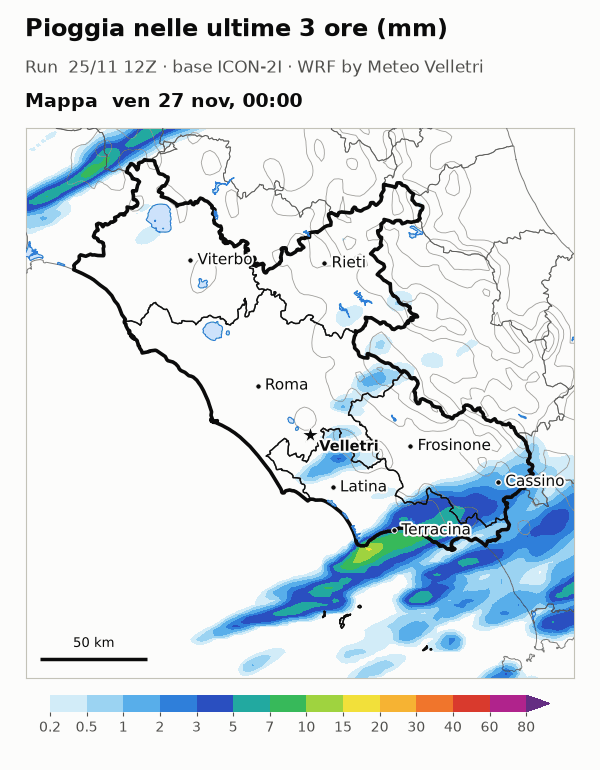 Pioggia nelle ultime 3 ore (mm)
Run  25/11 12Z · base ICON-2I · WRF by Meteo Velletri
Mappa  ven 27 nov, 00:00
Viterbo
Rieti
Roma
Velletri
Frosinone
Latina
Cassino
Terracina
50 km
0.2 0.5 1 2 3 5 7 10 15 20 30 40 60 80